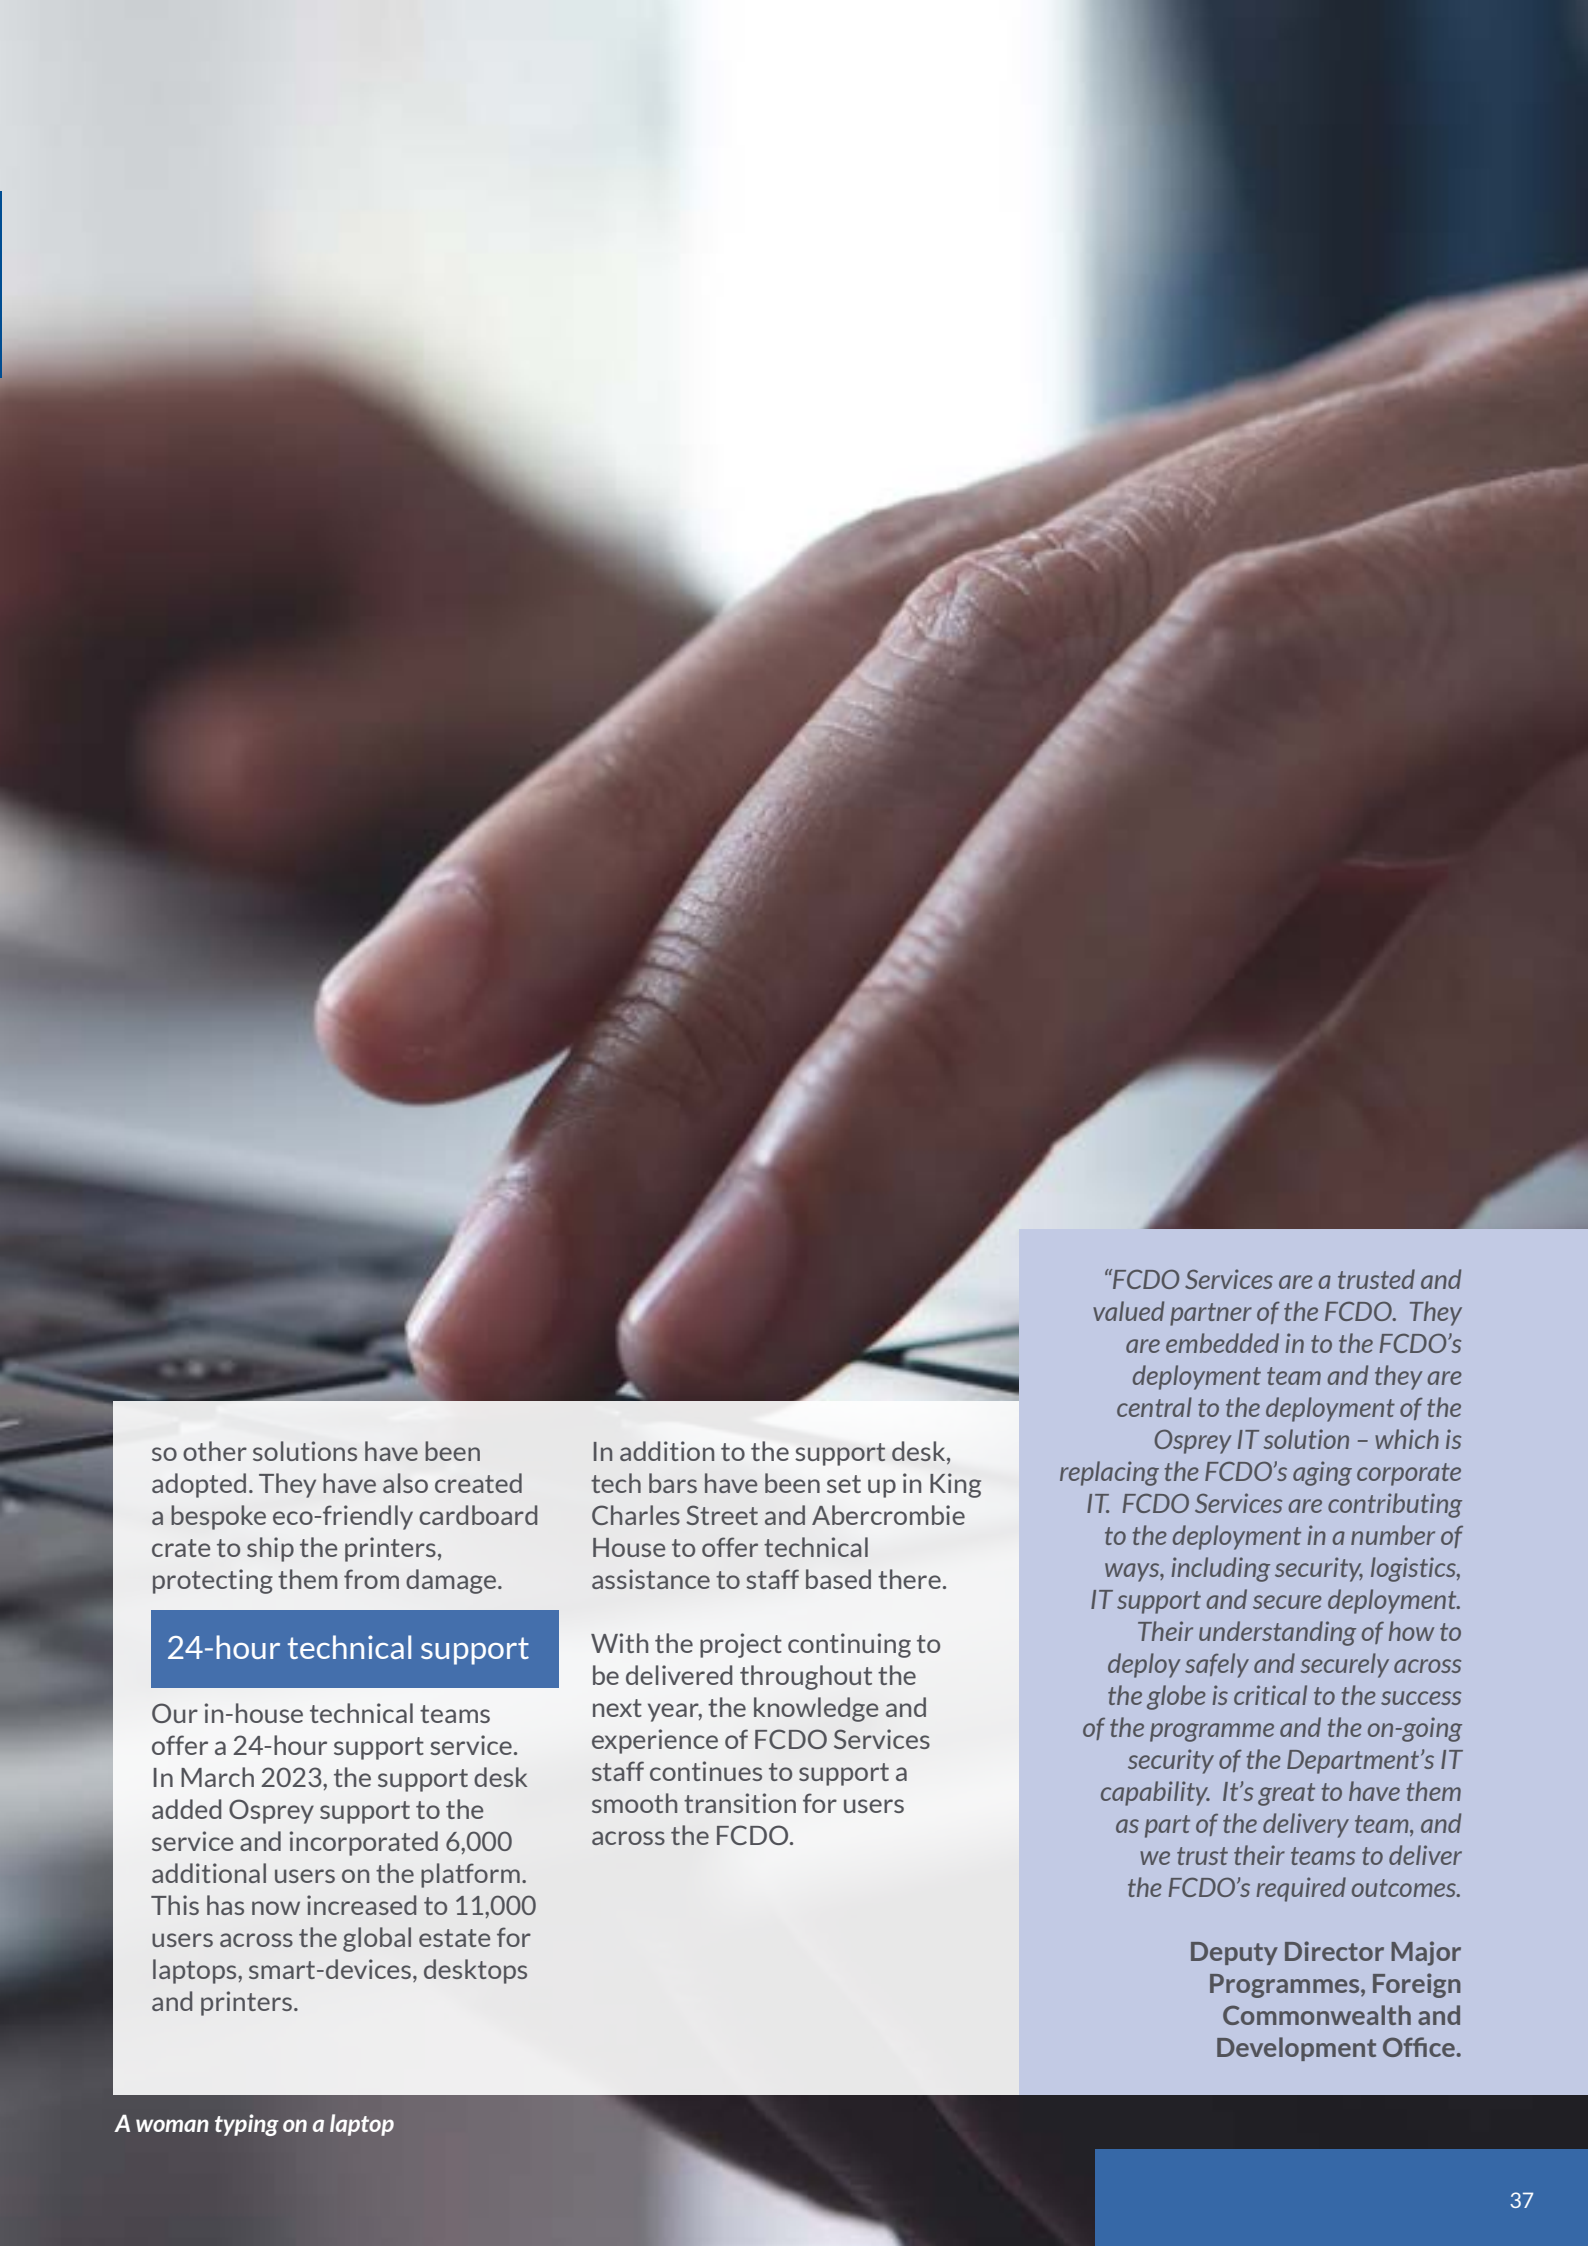 so other solutions have been
adopted. They have also created
a bespoke eco-friendly cardboard
crate to ship the printers,
protecting them from damage.
24-hour technical support
Our in-house technical teams
offer a 24-hour support service.
In March 2023, the support desk
added Osprey support to the
service and incorporated 6,000
additional users on the platform.
This has now increased to 11,000
users across the global estate for
laptops, smart-devices, desktops
and printers.
In addition to the support desk,
tech bars have been set up in King
Charles Street and Abercrombie
House to offer technical
assistance to staff based there.
With the project continuing to
be delivered throughout the
next year, the knowledge and
experience of FCDO Services
staff continues to support a
smooth transition for users
across the FCDO.
“FCDO Services are a trusted and
valued partner of the FCDO.  They
are embedded in to the FCDO’s
deployment team and they are
central to the deployment of the
Osprey IT solution – which is
replacing the FCDO’s aging corporate
IT.  FCDO Services are contributing
to the deployment in a number of
ways, including security, logistics,
IT support and secure deployment.
Their understanding of how to
deploy safely and securely across
the globe is critical to the success
of the programme and the on-going
security of the Department’s IT
capability.  It’s great to have them
as part of the delivery team, and
we trust their teams to deliver
the FCDO’s required outcomes.
Deputy Director Major
Programmes, Foreign
Commonwealth and
Development Office.
A woman typing on a laptop
37